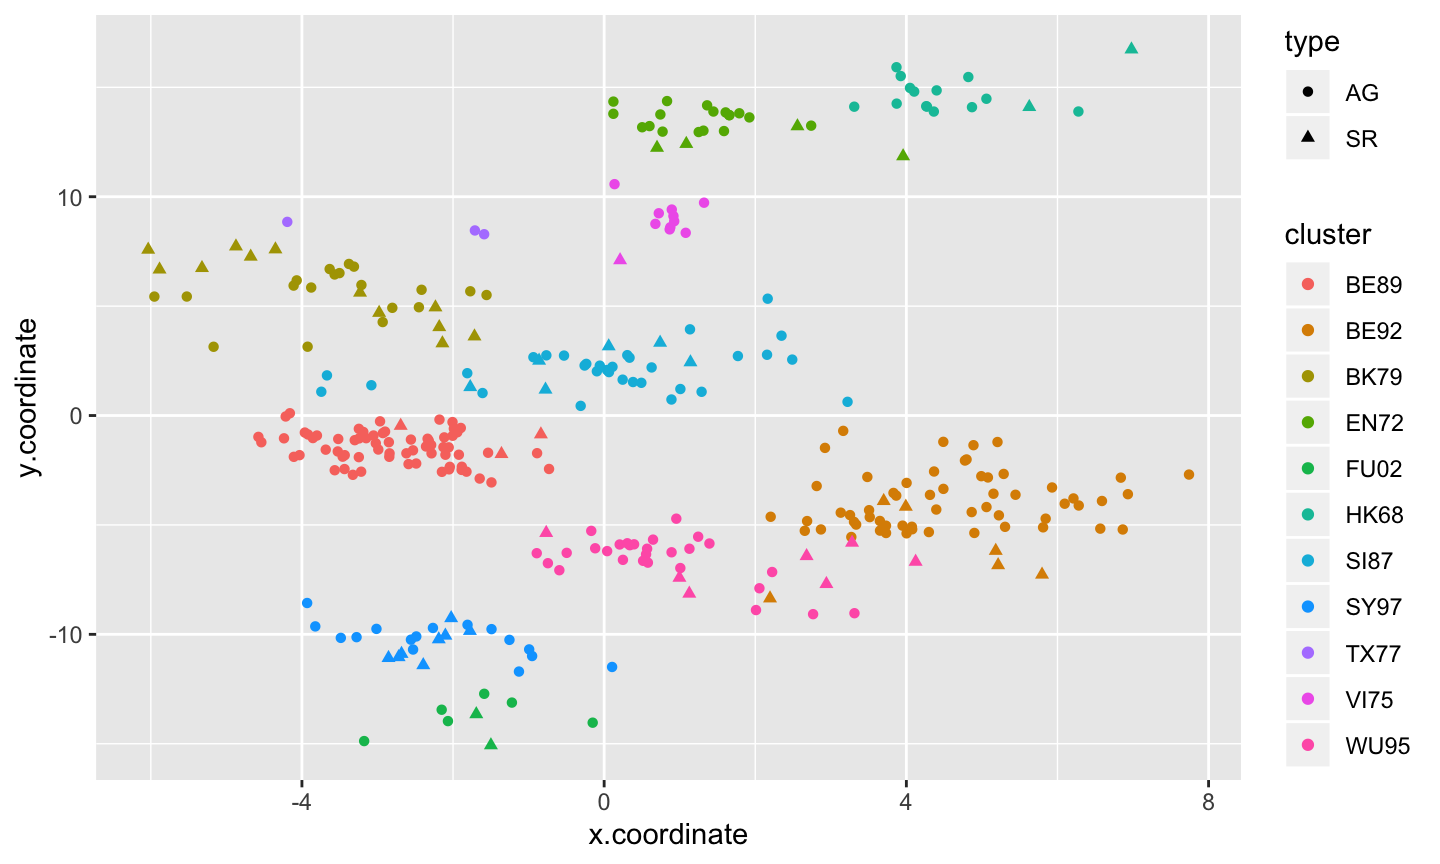 type
AG
SR
cluster
BE89
BE92
BK79
EN72
FU02
HK68
SI87
SY97
TX77
VI75
WU95
y.coordinate
10
0
-10
-4
0
4
8
x.coordinate